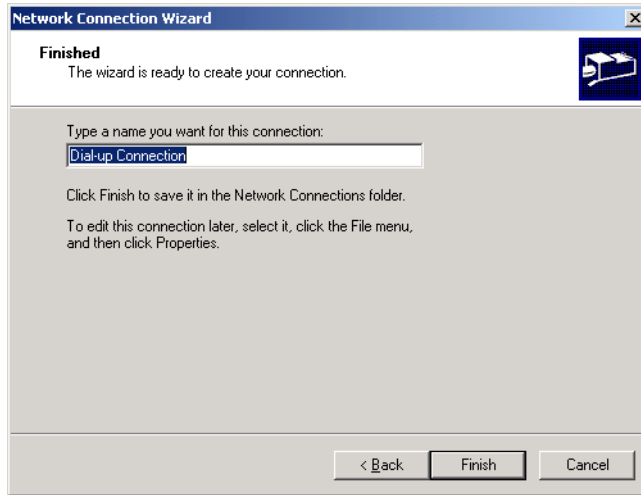 Network Connection Wizard
Finished
The wizard is ready to create your connection.
Type a name you want for this connection:
Dial-up Connection
Click Finish to save it in the Network Connections folder.
To edit this connection later, select it, click the File menu,
and then click Properties.
< Back Finish Cancel